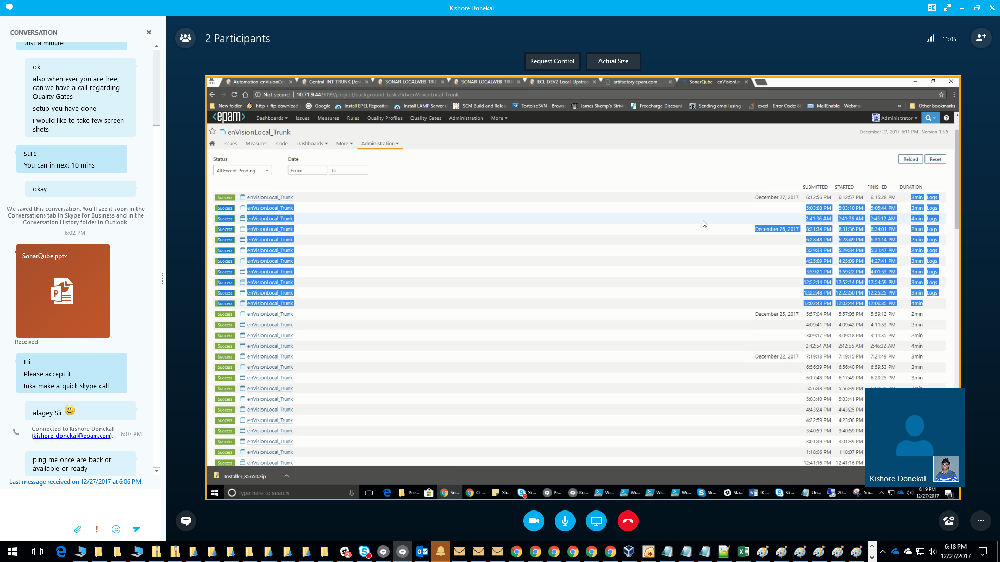 Kishore Donekal
CONVERSATION
Just a minute
ok
also when ever you are free,
can we have a call regarding
Quality Gates
setup you have done
i would like to take few screen
shots
sure
You can in next 10 mins
okay
We saved this conversation. You'll see it soon in the
Conversations tab in Skype for Business and in the
Conversation History folder in Outlook.
6:02 PM
SonarQube.pptx
Received
Hi
Please accept it
Inka make a quick skype call
alagey Sir
Connected to Kishore Donekal
(kishore_donekal@epam.com).
6:07 PM
ping me once are back or
available or ready
Last message received on 12/27/2017 at 6:06 PM.
2 Participants
11:05
Request Control
Actual Size
Automation_enVisionCer
Central_INT_TRUNK [Jen
SONAR_LOCALWEB_TRU
SONAR_LOCALWEB_TRU
ECL-DEV2_Local_Upstrea
artifactory.epam.com
SonarQube - enVisionLo
Not secure 10.71.9.44:9099/project/background_tasks?id=enVisionLocal_Trunk
New folder http + ftp download Google Install EPEL Reposito Install LAMP Server ( SCM Build and Relea TortoiseSVN - Brows James Skemp's Strivi Freecharge Discount Sending email using excel - Error Code: 80 MailEnable - Webma » Other bookmarks
<epam> Dashboards Issues Measures Rules Quality Profiles Quality Gates Administration More Administrator
enVisionLocal_Trunk
December 27, 2017 6:11 PM Version 1.3.5
Issues Measures Code Dashboards More Administration
Status Date
All Except Pending From To
Reload Reset
SUBMITTED STARTED FINISHED DURATION
Success enVisionLocal_Trunk December 27, 2017 6:12:56 PM 6:12:57 PM 6:15:28 PM 3min Logs
Success enVisionLocal_Trunk 5:03:08 PM 5:03:10 PM 5:05:44 PM 3min Logs
Success enVisionLocal_Trunk 2:41:36 AM 2:41:36 AM 2:45:12 AM 4min Logs
Success enVisionLocal_Trunk December 26, 2017 8:31:34 PM 8:31:36 PM 8:34:01 PM 2min Logs
Success enVisionLocal_Trunk 6:28:48 PM 6:28:49 PM 6:31:14 PM 2min Logs
Success enVisionLocal_Trunk 5:29:33 PM 5:29:34 PM 5:31:47 PM 2min Logs
Success enVisionLocal_Trunk 4:25:09 PM 4:25:09 PM 4:27:41 PM 3min Logs
Success enVisionLocal_Trunk 3:59:21 PM 3:59:22 PM 4:01:53 PM 3min Logs
Success enVisionLocal_Trunk 12:52:14 PM 12:52:14 PM 12:54:59 PM 3min Logs
Success enVisionLocal_Trunk 12:22:48 PM 12:22:50 PM 12:25:25 PM 3min Logs
Success enVisionLocal_Trunk 12:02:43 PM 12:02:44 PM 12:06:35 PM 4min
Success enVisionLocal_Trunk December 25, 2017 5:57:04 PM 5:57:05 PM 5:59:12 PM 2min
Success enVisionLocal_Trunk 4:09:41 PM 4:09:42 PM 4:11:53 PM 2min
Success enVisionLocal_Trunk 3:09:17 PM 3:09:18 PM 3:11:35 PM 2min
Success enVisionLocal_Trunk 2:42:54 AM 2:42:55 AM 2:46:32 AM 4min
Success enVisionLocal_Trunk December 22, 2017 7:19:13 PM 7:19:15 PM 7:21:49 PM 3min
Success enVisionLocal_Trunk 6:56:39 PM 6:56:40 PM 6:59:53 PM 3min
Success enVisionLocal_Trunk 6:17:48 PM 6:17:49 PM 6:20:25 PM 3min
Success enVisionLocal_Trunk 5:56:38 PM 5:56:39 PM
Success enVisionLocal_Trunk 5:03:40 PM 5:03:41 PM
Success enVisionLocal_Trunk 4:43:24 PM 4:43:25 PM
Success enVisionLocal_Trunk 4:22:59 PM 4:23:00 PM
Success enVisionLocal_Trunk 3:40:59 PM 3:40:59 PM
Success enVisionLocal_Trunk 3:01:39 PM 3:01:39 PM
Success enVisionLocal_Trunk 1:18:06 PM 1:18:07 PM
Success enVisionLocal_Trunk 12:41:16 PM 12:41:16 PM
Kishore Donekal
Installer_85650.zip
Type here to search Pre... So... Cl ... Sti... Sk... Pr... Kri... Wi... Wi... Wi... Wi... Sk... Sla... TC... Sk... Un... 20... Sni...
6:19 PM
12/27/2017
2
6:18 PM
12/27/2017